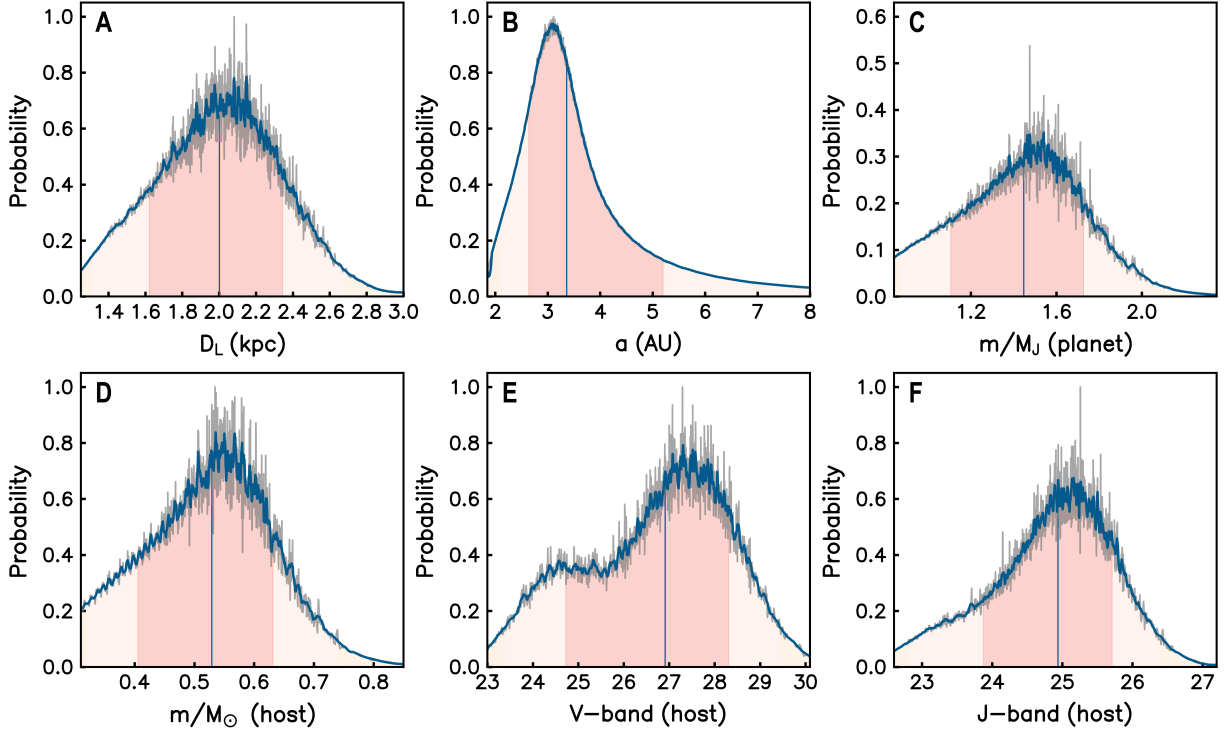 A
Probability
1.0
0.8
0.6
0.4
0.2
0.0
1.4 1.6 1.8 2.0 2.2 2.4 2.6 2.8 3.0
D_L (kpc)
B
Probability
1.0
0.8
0.6
0.4
0.2
0.0
2 3 4 5 6 7 8
a (AU)
C
Probability
0.6
0.5
0.4
0.3
0.2
0.1
0.0
1.2 1.6 2.0
m/M_J (planet)
D
Probability
1.0
0.8
0.6
0.4
0.2
0.0
0.4 0.5 0.6 0.7 0.8
m/M_⊙ (host)
E
Probability
1.0
0.8
0.6
0.4
0.2
0.0
23 24 25 26 27 28 29 30
V-band (host)
F
Probability
1.0
0.8
0.6
0.4
0.2
0.0
23 24 25 26 27
J-band (host)